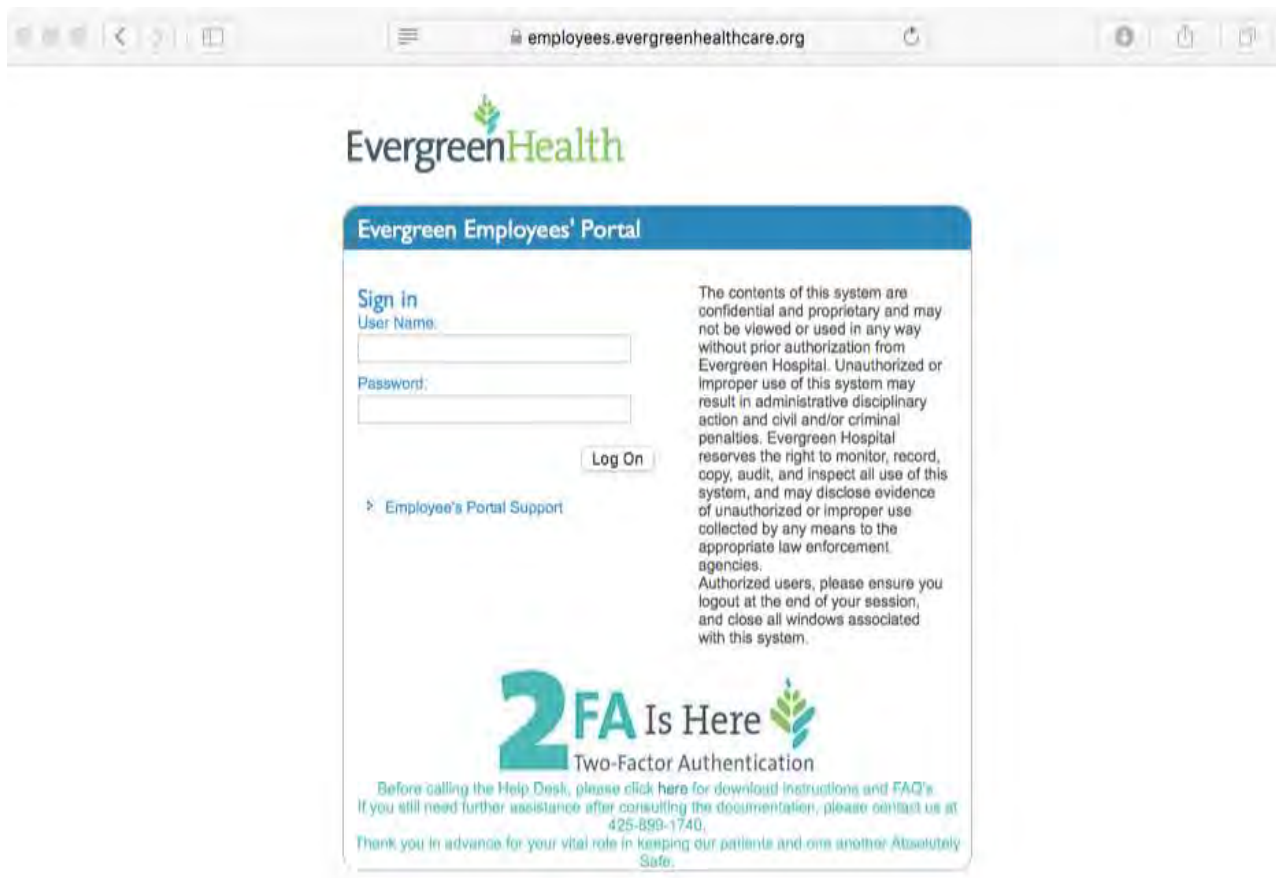 employees.evergreenhealthcare.org
EvergreenHealth
Evergreen Employees' Portal
Sign in
User Name:
Password:
Log On
Employee's Portal Support
The contents of this system are
confidential and proprietary and may
not be viewed or used in any way
without prior authorization from
Evergreen Hospital. Unauthorized or
improper use of this system may
result in administrative disciplinary
action and civil and/or criminal
penalties. Evergreen Hospital
reserves the right to monitor, record,
copy, audit, and inspect all use of this
system, and may disclose evidence
of unauthorized or improper use
collected by any means to the
appropriate law enforcement
agencies.
Authorized users, please ensure you
logout at the end of your session,
and close all windows associated
with this system.
2FA Is Here
Two-Factor Authentication
Before calling the Help Desk, please click here for download instructions and FAQ's.
If you still need further assistance after consulting the documentation, please contact us at
425-899-1740.
Thank you in advance for your vital role in keeping our patients and one another Absolutely
Safe.